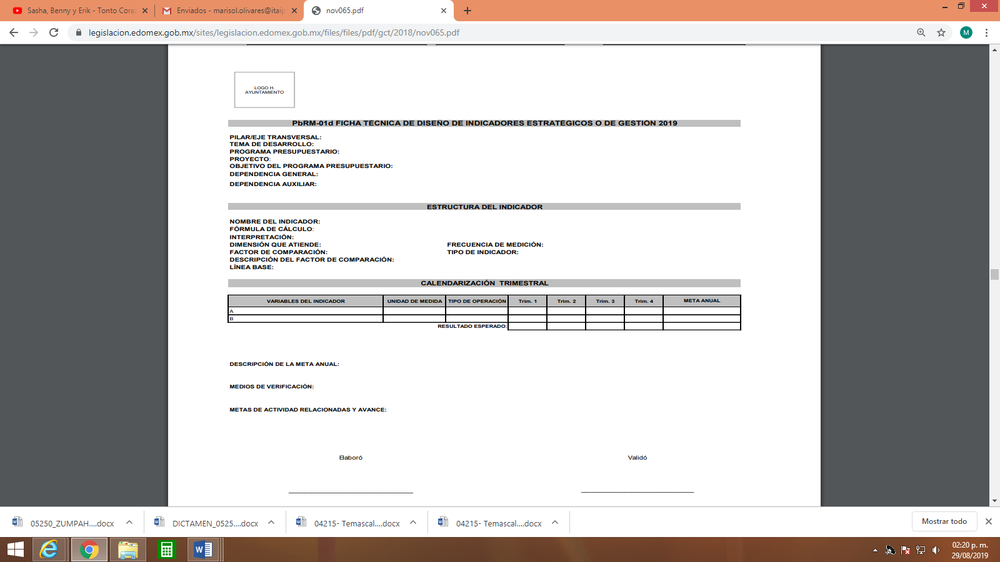 Sasha, Benny y Erik - Tonto Cora
Enviados - marisol.olivares@itaip
nov065.pdf
legislacion.edomex.gob.mx/sites/legislacion.edomex.gob.mx/files/files/pdf/gct/2018/nov065.pdf
M
LOGO H.
AYUNTAMIENTO
PbRM-01d FICHA TÉCNICA DE DISEÑO DE INDICADORES ESTRATÉGICOS O DE GESTIÓN 2019
PILAR/EJE TRANSVERSAL:
TEMA DE DESARROLLO:
PROGRAMA PRESUPUESTARIO:
PROYECTO:
OBJETIVO DEL PROGRAMA PRESUPUESTARIO:
DEPENDENCIA GENERAL:
DEPENDENCIA AUXILIAR:
ESTRUCTURA DEL INDICADOR
NOMBRE DEL INDICADOR:
FÓRMULA DE CÁLCULO:
INTERPRETACIÓN:
DIMENSIÓN QUE ATIENDE: FRECUENCIA DE MEDICIÓN:
FACTOR DE COMPARACIÓN: TIPO DE INDICADOR:
DESCRIPCIÓN DEL FACTOR DE COMPARACIÓN:
LÍNEA BASE:
CALENDARIZACIÓN TRIMESTRAL
VARIABLES DEL INDICADOR UNIDAD DE MEDIDA TIPO DE OPERACIÓN Trim. 1 Trim. 2 Trim. 3 Trim. 4 META ANUAL
A
B
RESULTADO ESPERADO:
DESCRIPCIÓN DE LA META ANUAL:
MEDIOS DE VERIFICACIÓN:
METAS DE ACTIVIDAD RELACIONADAS Y AVANCE:
Elaboró Validó
05250_ZUMPAH....docx DICTAMEN_0525....docx 04215- Temascal....docx 04215- Temascal....docx Mostrar todo
02:20 p. m.
29/08/2019